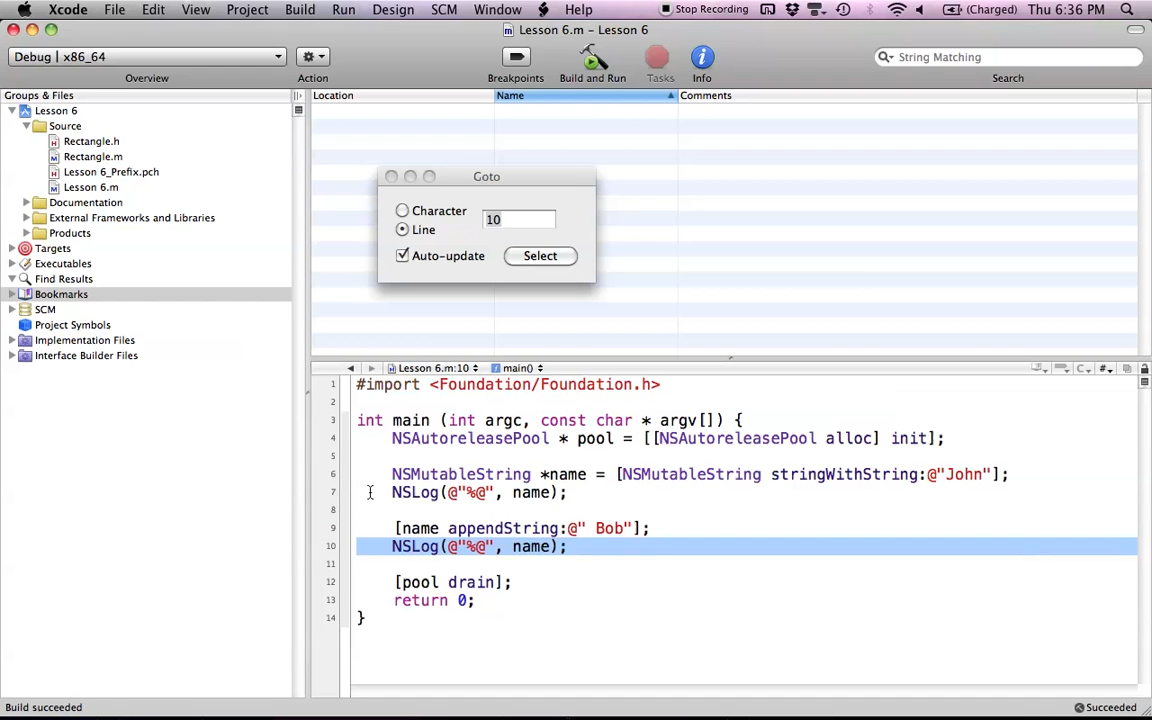 Xcode File Edit View Project Build Run Design SCM Window Help Stop Recording (Charged) Thu 6:36 PM
Lesson 6.m - Lesson 6
Debug | x86_64
String Matching
Overview Action Breakpoints Build and Run Tasks Info Search
Groups & Files
Location Name Comments
Lesson 6
Source
Rectangle.h
Rectangle.m
Lesson 6_Prefix.pch
Lesson 6.m
Documentation
External Frameworks and Libraries
Products
Targets
Executables
Find Results
Bookmarks
SCM
Project Symbols
Implementation Files
Interface Builder Files
Goto
Character
10
Line
Auto-update
Select
Lesson 6.m:10 main()
1 #import <Foundation/Foundation.h>
2
3 int main (int argc, const char * argv[]) {
4 NSAutoreleasePool * pool = [[NSAutoreleasePool alloc] init];
5
6 NSMutableString *name = [NSMutableString stringWithString:@"John"];
7 NSLog(@"%@", name);
8
9 [name appendString:@" Bob"];
10 NSLog(@"%@", name);
11
12 [pool drain];
13 return 0;
14 }
Build succeeded
Succeeded